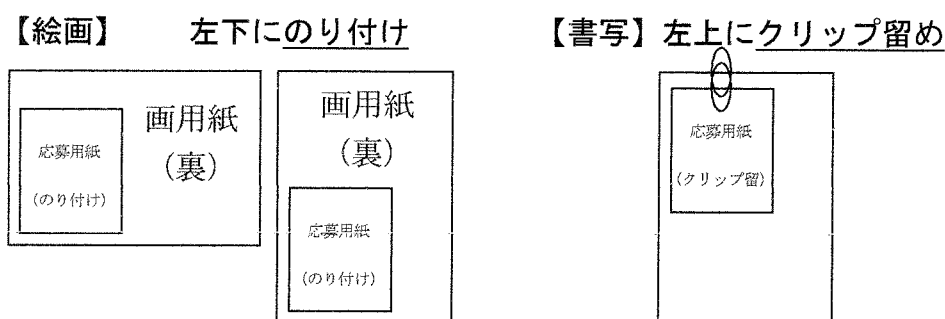 【絵画】 左下にのり付け
画用紙
(裏)
応募用紙
(のり付け)
画用紙
(裏)
応募用紙
(のり付け)
【書写】左上にクリップ留め
応募用紙
(クリップ留)